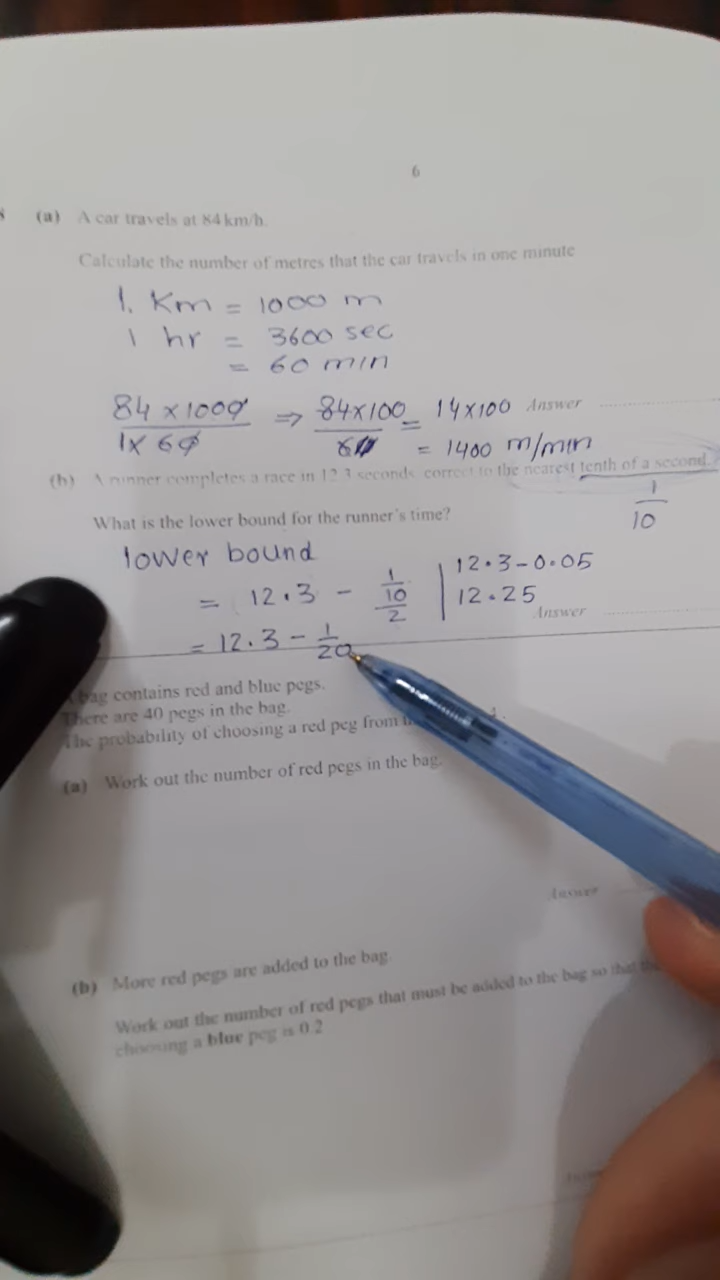 6
(a) A car travels at 84 km/h.
Calculate the number of metres that the car travels in one minute
1. Km = 1000 m
1 hr = 3600 sec
= 60 min
84 x 1000 / 1 x 60 ⇒ 84 x 100 / 60 = 14 x 100 Answer
= 1400 m/min
(b) A runner completes a race in 12.3 seconds, correct to the nearest tenth of a second.
1/10
What is the lower bound for the runner's time?
lower bound
= 12.3 - 1/10/2 | 12.3 - 0.05
12.25
Answer
= 12.3 - 1/20
bag contains red and blue pegs.
There are 40 pegs in the bag.
The probability of choosing a red peg from
(a) Work out the number of red pegs in the bag.
Answer
(b) More red pegs are added to the bag
Work out the number of red pegs that must be added to the bag so that
choosing a blue peg is 0.2